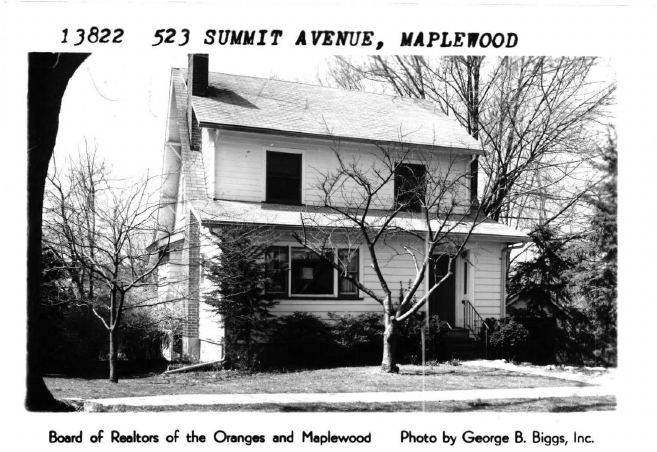 13822 523 SUMMIT AVENUE, MAPLEWOOD
Board of Realtors of the Oranges and Maplewood Photo by George B. Biggs, Inc.